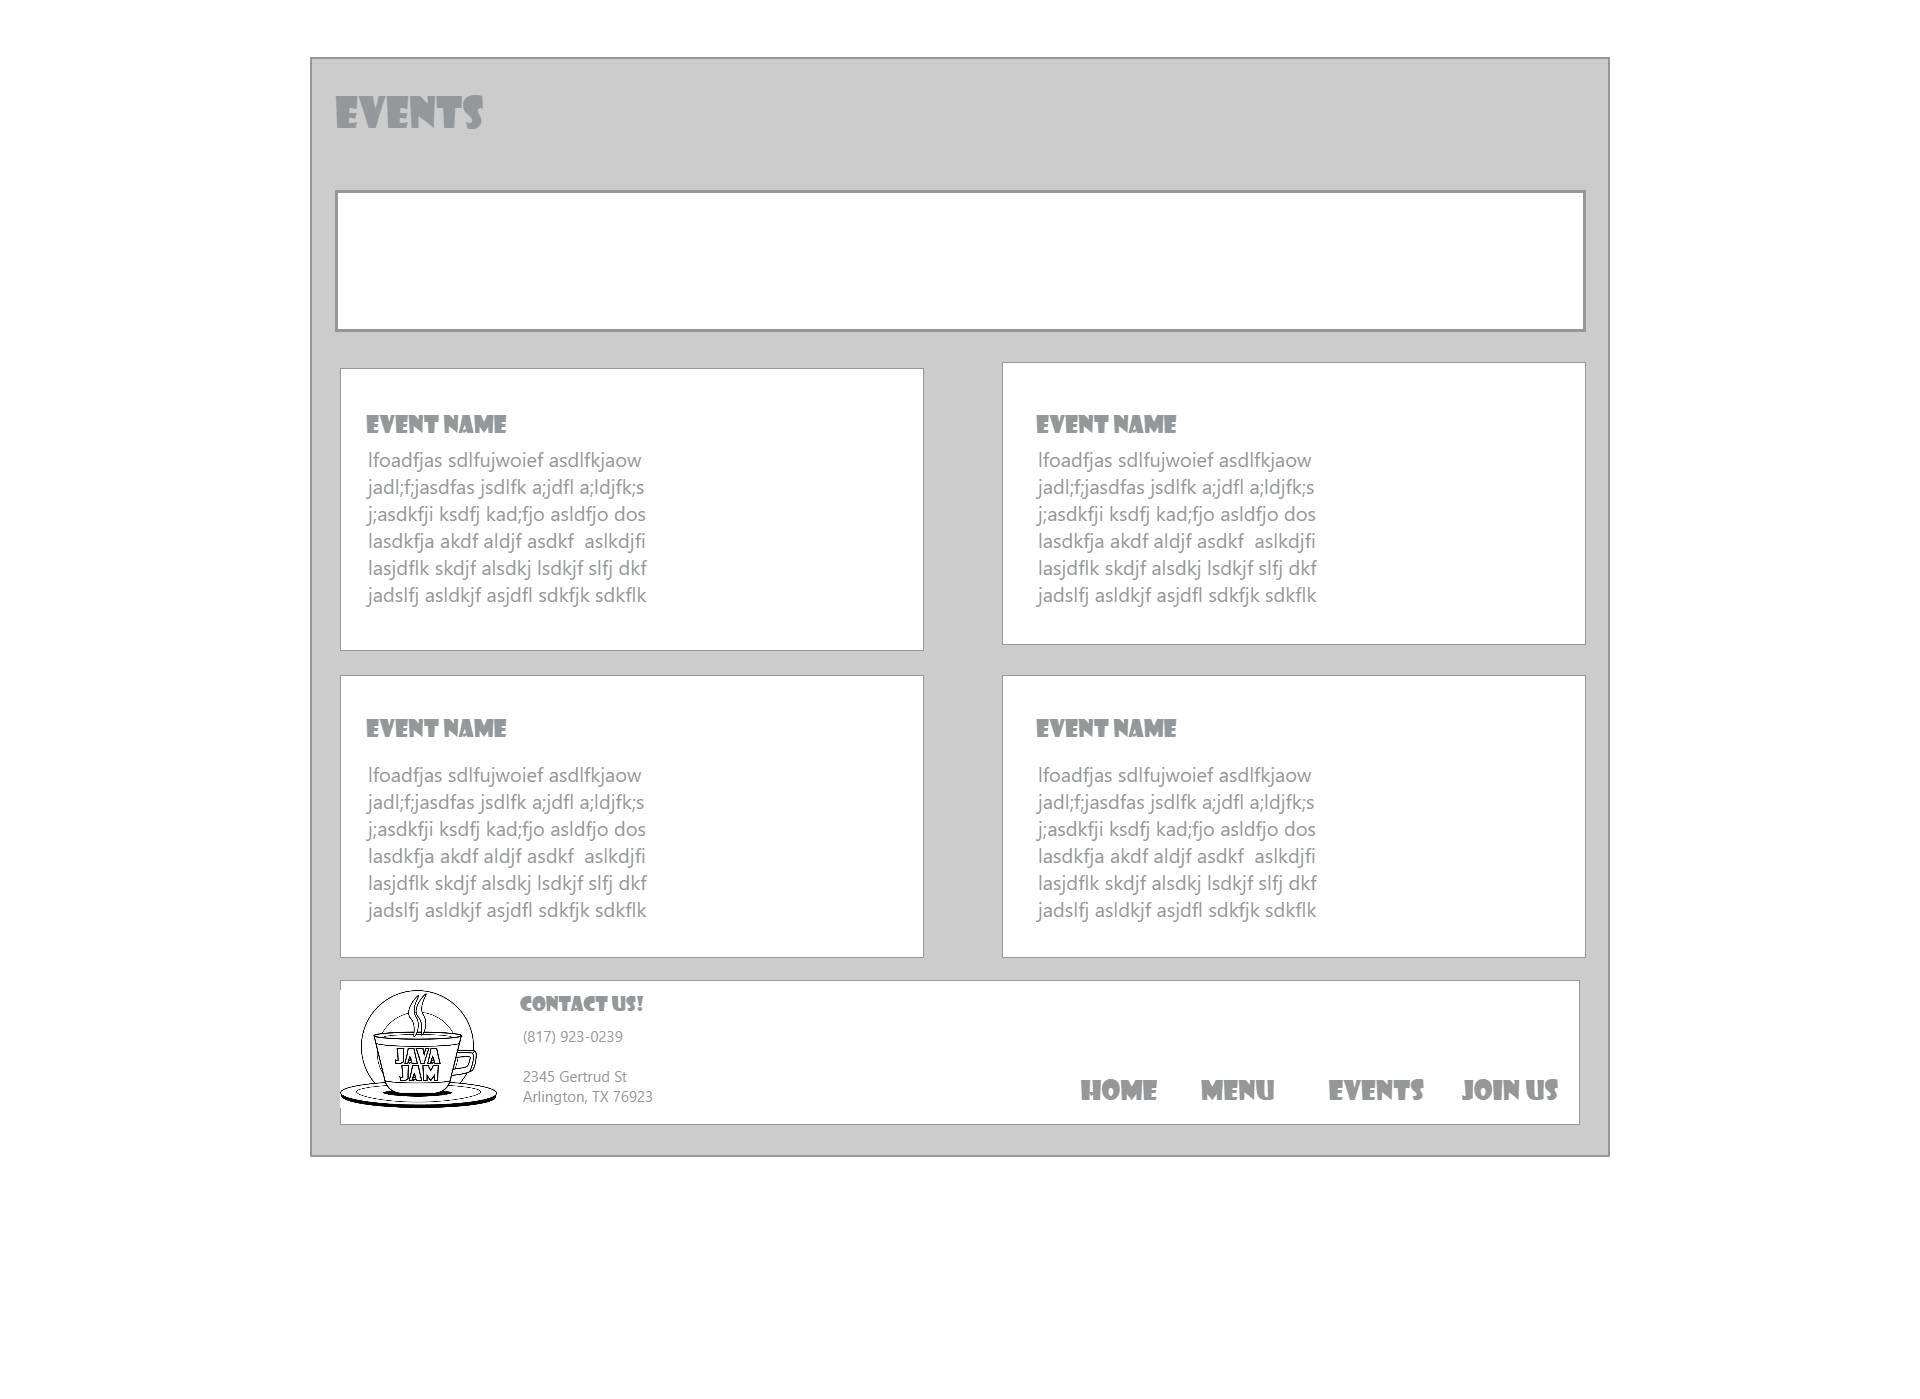 EVENTS
EVENT NAME
lfoadfjas sdlfujwoief asdlfkjaow
jadl;f;jasdfas jsdlfk a;jdfl a;ldjfk;s
j;asdkfji ksdfj kad;fjo asldfjo dos
lasdkfja akdf aldjf asdkf  aslkdjfi
lasjdflk skdjf alsdkj lsdkjf slfj dkf
jadslfj asldkjf asjdfl sdkfjk sdkflk
EVENT NAME
lfoadfjas sdlfujwoief asdlfkjaow
jadl;f;jasdfas jsdlfk a;jdfl a;ldjfk;s
j;asdkfji ksdfj kad;fjo asldfjo dos
lasdkfja akdf aldjf asdkf  aslkdjfi
lasjdflk skdjf alsdkj lsdkjf slfj dkf
jadslfj asldkjf asjdfl sdkfjk sdkflk
EVENT NAME
lfoadfjas sdlfujwoief asdlfkjaow
jadl;f;jasdfas jsdlfk a;jdfl a;ldjfk;s
j;asdkfji ksdfj kad;fjo asldfjo dos
lasdkfja akdf aldjf asdkf  aslkdjfi
lasjdflk skdjf alsdkj lsdkjf slfj dkf
jadslfj asldkjf asjdfl sdkfjk sdkflk
EVENT NAME
lfoadfjas sdlfujwoief asdlfkjaow
jadl;f;jasdfas jsdlfk a;jdfl a;ldjfk;s
j;asdkfji ksdfj kad;fjo asldfjo dos
lasdkfja akdf aldjf asdkf  aslkdjfi
lasjdflk skdjf alsdkj lsdkjf slfj dkf
jadslfj asldkjf asjdfl sdkfjk sdkflk
JAVA
JAM
CONTACT US!
(817) 923-0239
2345 Gertrud St
Arlington, TX 76923
HOME MENU EVENTS JOIN US